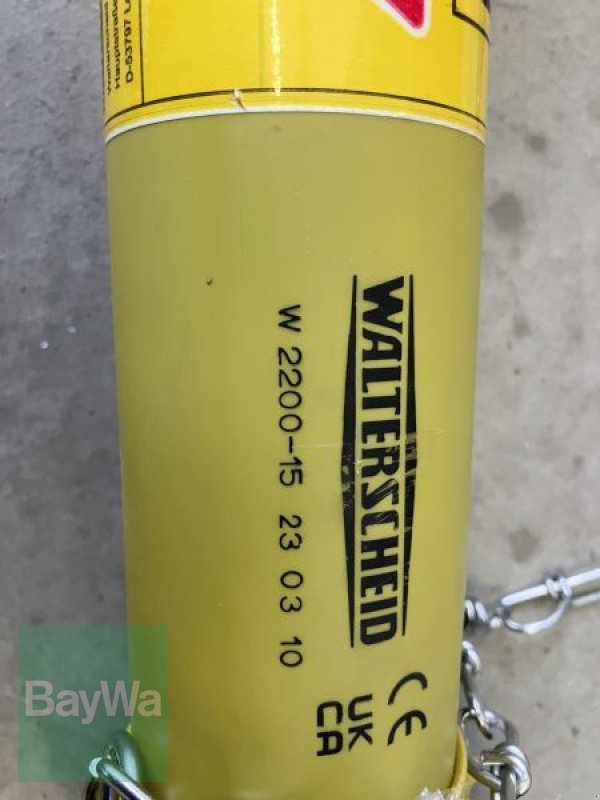 WALTERSCHEID
W 2200-15 23 03 10
CE
UK
CA
BayWa